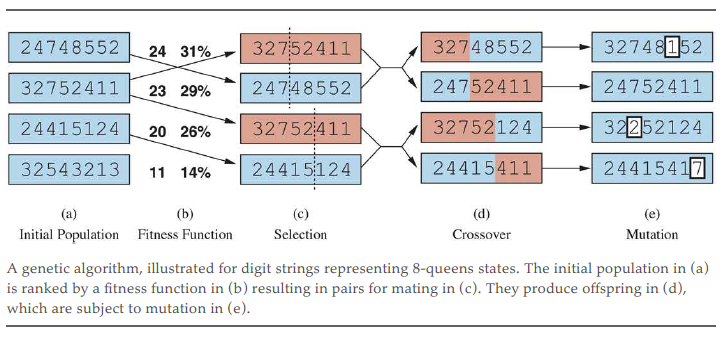 24748552 24 31% 32752411 32748552 32748152
32752411 23 29% 24748552 24752411 24752411
24415124 20 26% 32752411 32752124 32252124
32543213 11 14% 24415124 24415411 24415417
(a) (b) (c) (d) (e)
Initial Population Fitness Function Selection Crossover Mutation
A genetic algorithm, illustrated for digit strings representing 8-queens states. The initial population in (a)
is ranked by a fitness function in (b) resulting in pairs for mating in (c). They produce offspring in (d),
which are subject to mutation in (e).